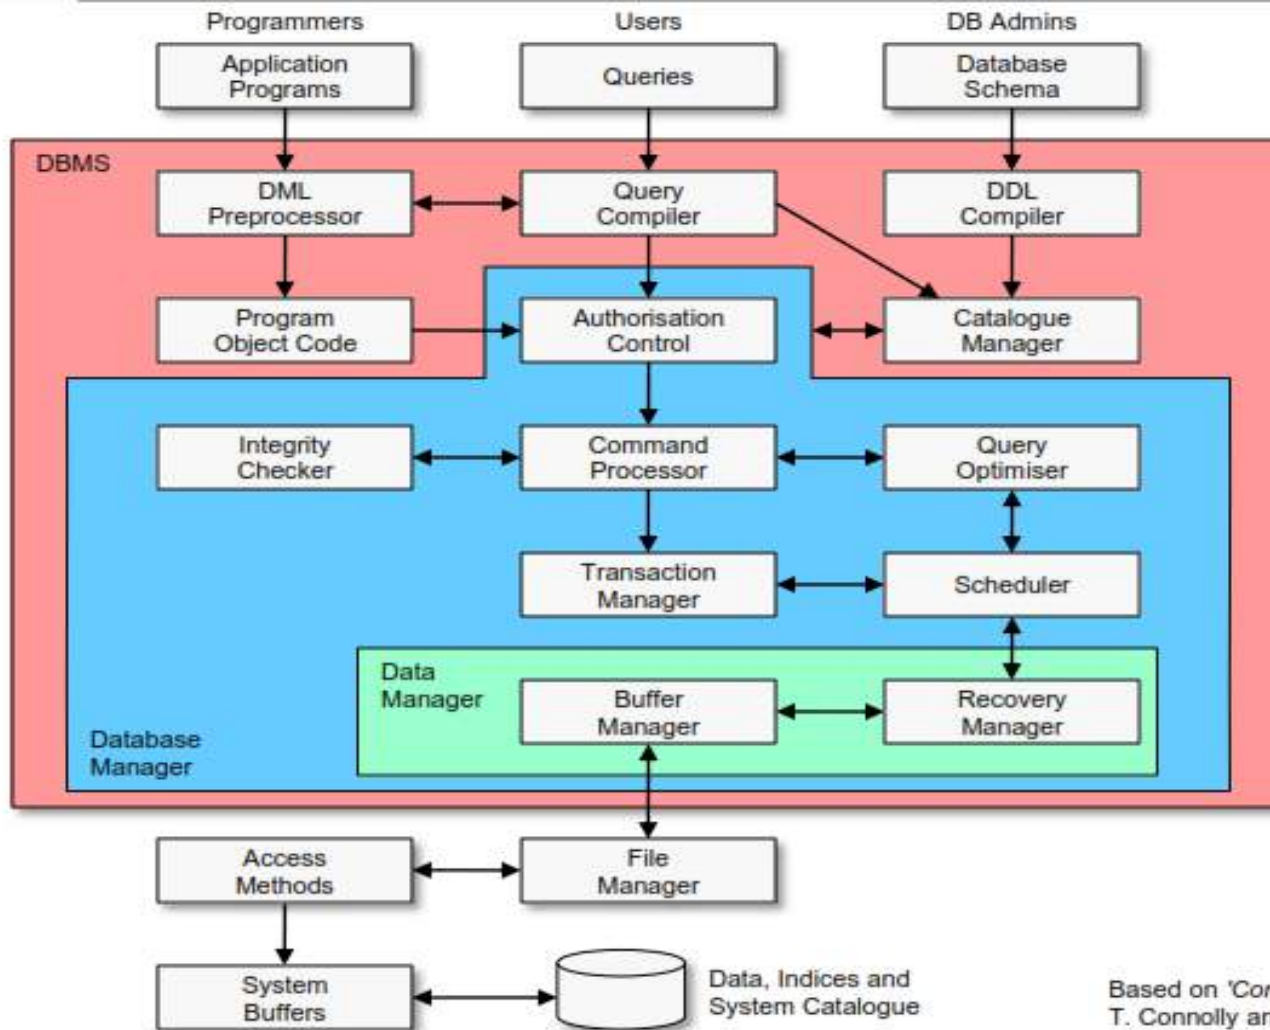 Programmers
Users
DB Admins
Application
Programs
Queries
Database
Schema
DBMS
DML
Preprocessor
Query
Compiler
DDL
Compiler
Program
Object Code
Authorisation
Control
Catalogue
Manager
Integrity
Checker
Command
Processor
Query
Optimiser
Transaction
Manager
Scheduler
Data
Manager
Buffer
Manager
Recovery
Manager
Database
Manager
Access
Methods
File
Manager
System
Buffers
Data, Indices and
System Catalogue
Based on
T. Connolly